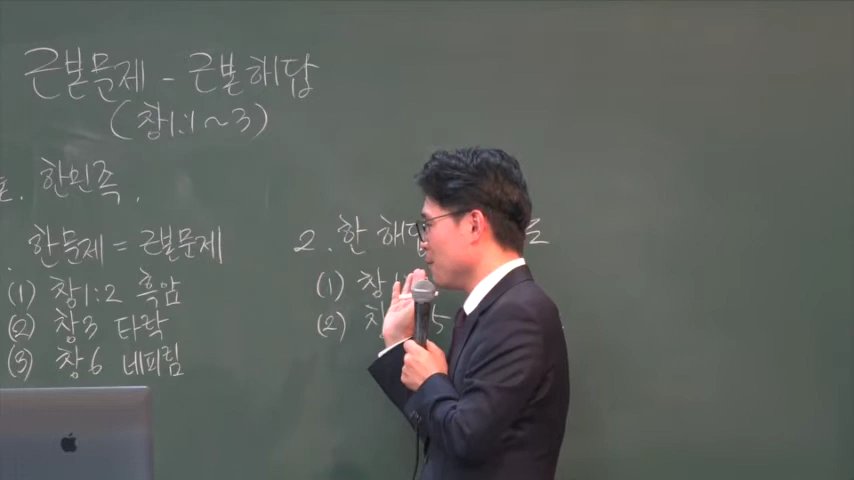 근본문제 - 근본해답
(창1:1~3)
한민족.
한문제 = 근본문제
(1) 창1:2 흑암
(2) 창3 타락
(3) 창6 네피림
2. 한 해답
(1) 창
(2)